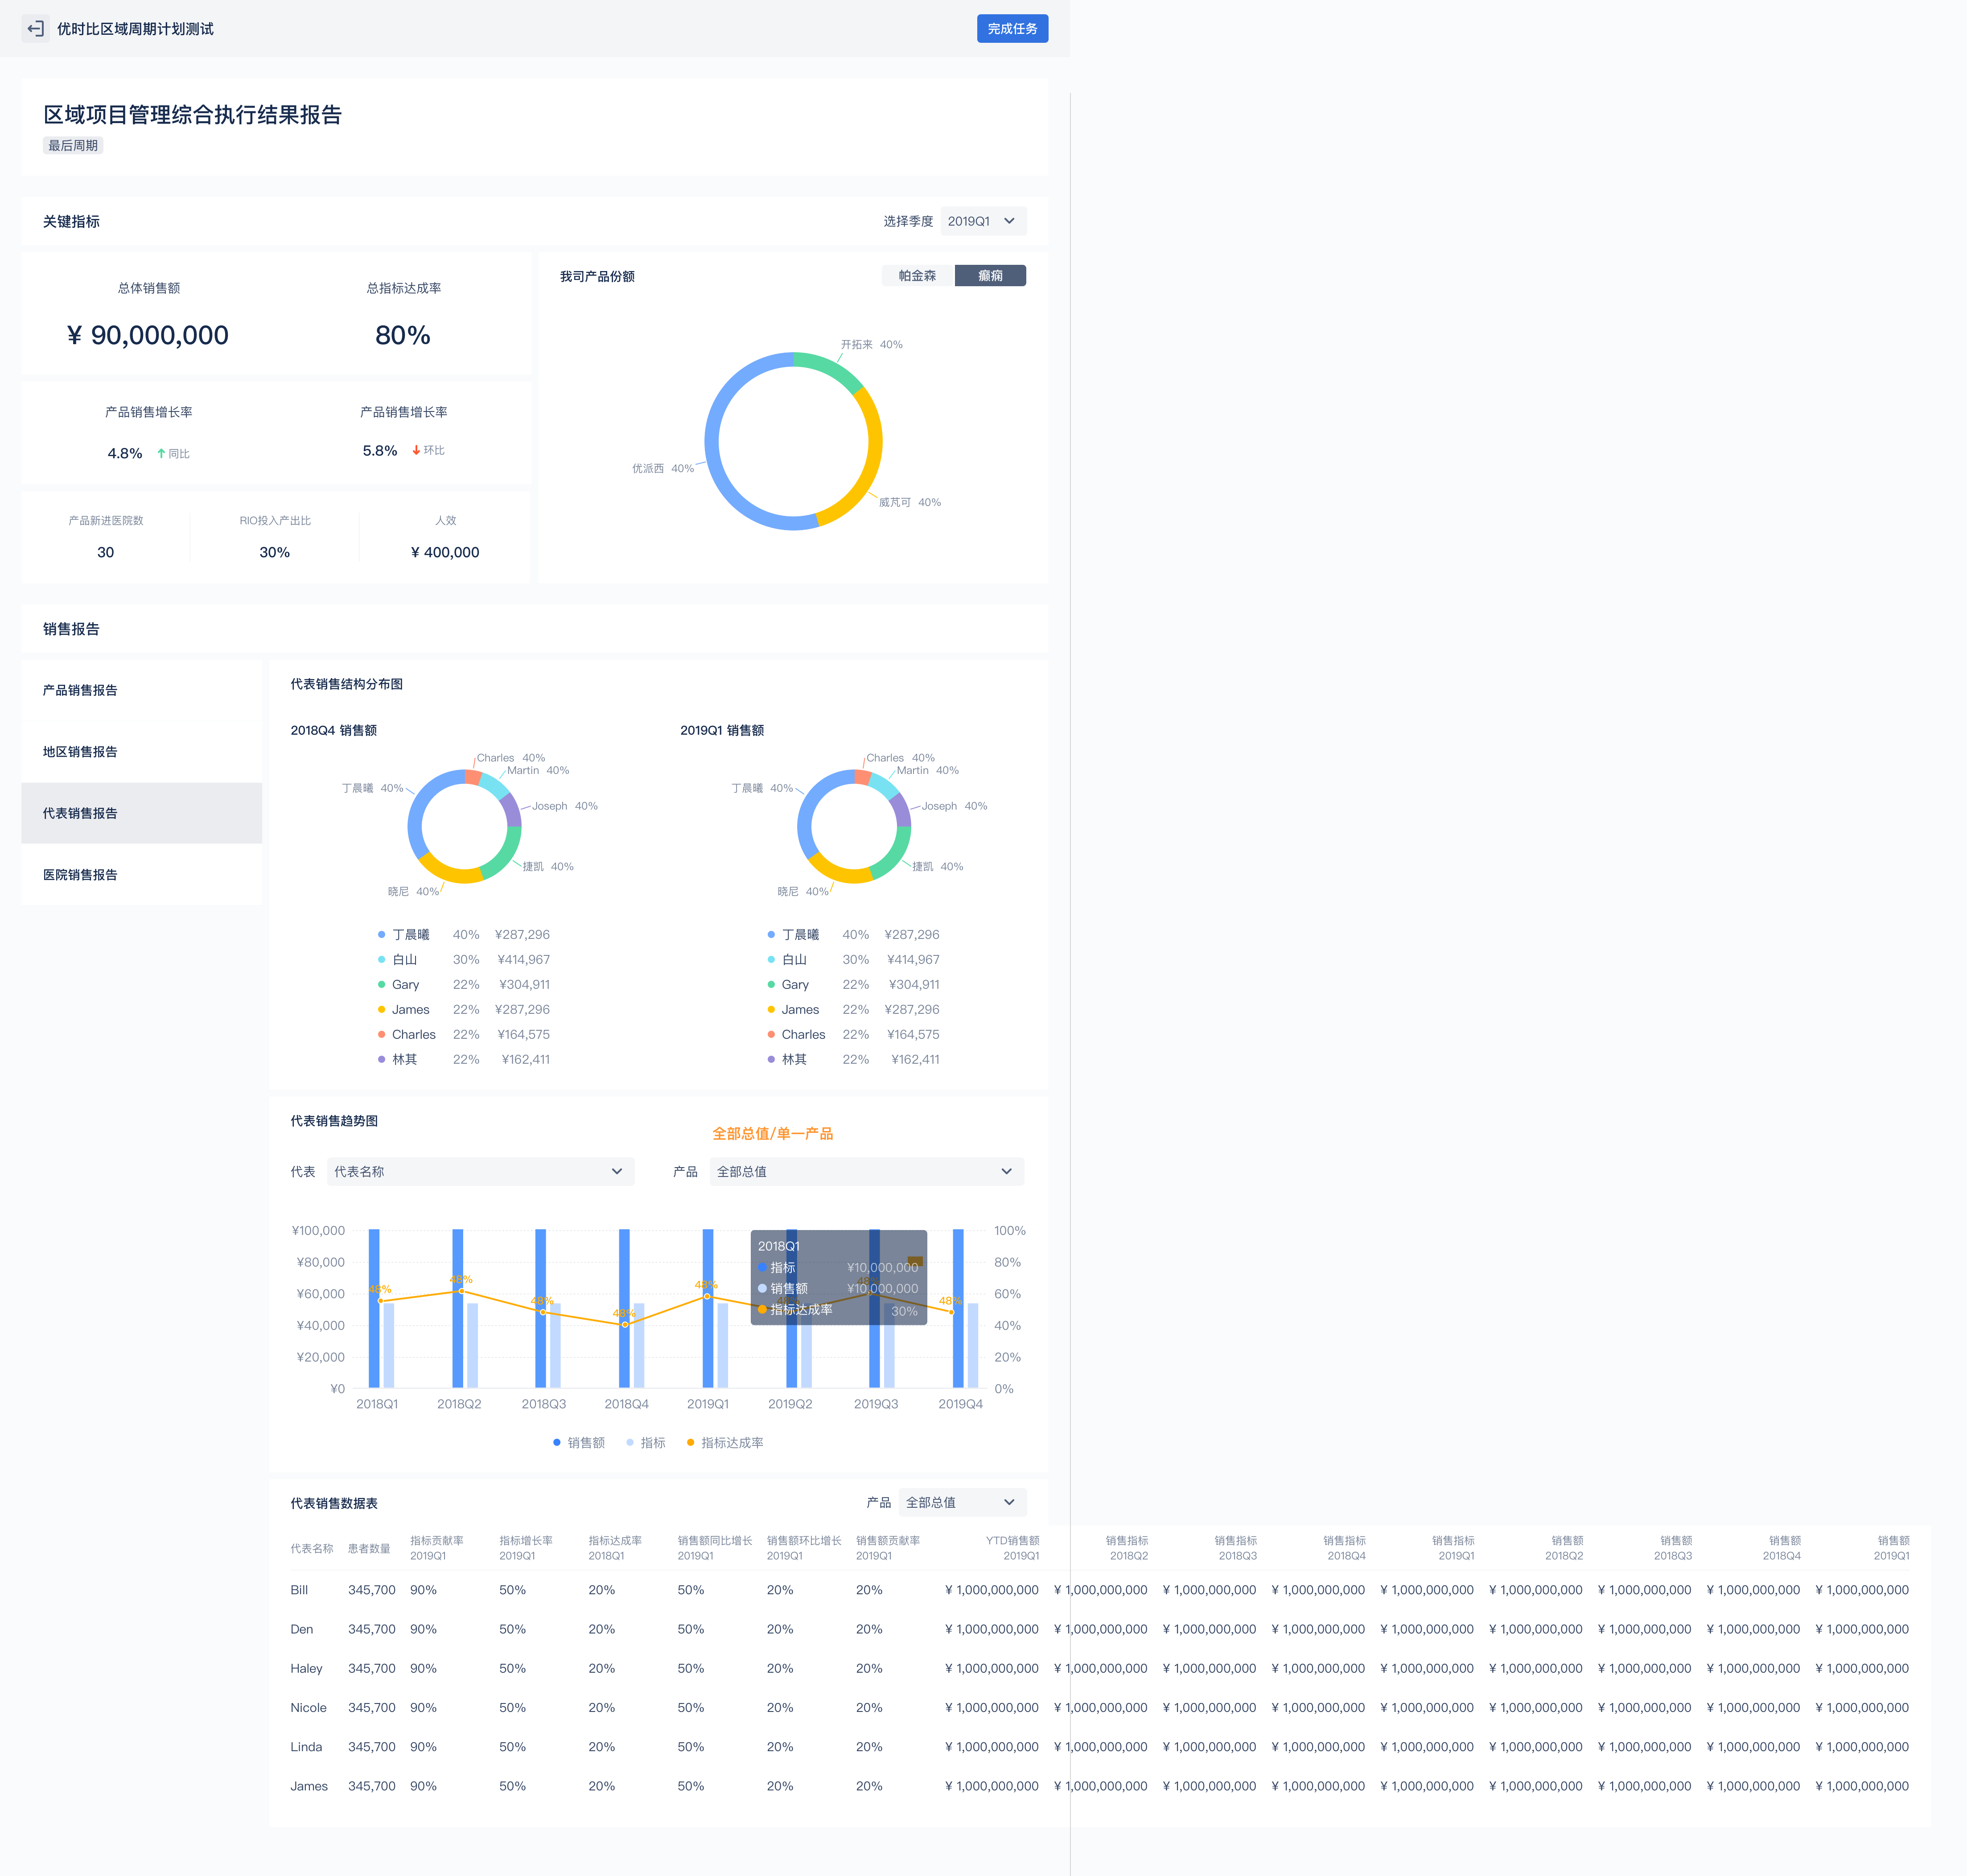 优时比区域周期计划测试
完成任务
区域项目管理综合执行结果报告
最后周期
关键指标
选择季度 2019Q1
总体销售额 总指标达成率
¥ 90,000,000 80%
产品销售增长率 产品销售增长率
4.8% 同比 5.8% 环比
产品新进医院数 RIO投入产出比 人效
30 30% ¥ 400,000
我司产品份额
帕金森 癫痫
开拓来 40%
优派西 40%
威芃可 40%
销售报告
产品销售报告
地区销售报告
代表销售报告
医院销售报告
代表销售结构分布图
2018Q4 销售额
Charles 40%
Martin 40%
丁晨曦 40%
Joseph 40%
捷凯 40%
晓尼 40%
丁晨曦 40% ¥287,296
白山 30% ¥414,967
Gary 22% ¥304,911
James 22% ¥287,296
Charles 22% ¥164,575
林其 22% ¥162,411
2019Q1 销售额
Charles 40%
Martin 40%
丁晨曦 40%
Joseph 40%
捷凯 40%
晓尼 40%
丁晨曦 40% ¥287,296
白山 30% ¥414,967
Gary 22% ¥304,911
James 22% ¥287,296
Charles 22% ¥164,575
林其 22% ¥162,411
代表销售趋势图
全部总值/单一产品
代表 代表名称 产品 全部总值
¥100,000 100%
¥80,000 80%
¥60,000 60%
¥40,000 40%
¥20,000 20%
¥0 0%
48% 48% 48% 48% 48% 48% 48% 48%
2018Q1
指标 ¥10,000,000
销售额 ¥10,000,000
指标达成率 30%
2018Q1 2018Q2 2018Q3 2018Q4 2019Q1 2019Q2 2019Q3 2019Q4
销售额 指标 指标达成率
代表销售数据表
产品 全部总值
代表名称 患者数量 指标贡献率 指标增长率 指标达成率 销售额同比增长 销售额环比增长 销售额贡献率 YTD销售额 销售指标 销售指标 销售指标 销售指标 销售额 销售额 销售额 销售额
2019Q1 2019Q1 2018Q1 2019Q1 2019Q1 2019Q1 2019Q1 2018Q2 2018Q3 2018Q4 2019Q1 2018Q2 2018Q3 2018Q4 2019Q1
Bill 345,700 90% 50% 20% 50% 20% 20% ¥ 1,000,000,000 ¥ 1,000,000,000 ¥ 1,000,000,000 ¥ 1,000,000,000 ¥ 1,000,000,000 ¥ 1,000,000,000 ¥ 1,000,000,000 ¥ 1,000,000,000 ¥ 1,000,000,000
Den 345,700 90% 50% 20% 50% 20% 20% ¥ 1,000,000,000 ¥ 1,000,000,000 ¥ 1,000,000,000 ¥ 1,000,000,000 ¥ 1,000,000,000 ¥ 1,000,000,000 ¥ 1,000,000,000 ¥ 1,000,000,000 ¥ 1,000,000,000
Haley 345,700 90% 50% 20% 50% 20% 20% ¥ 1,000,000,000 ¥ 1,000,000,000 ¥ 1,000,000,000 ¥ 1,000,000,000 ¥ 1,000,000,000 ¥ 1,000,000,000 ¥ 1,000,000,000 ¥ 1,000,000,000 ¥ 1,000,000,000
Nicole 345,700 90% 50% 20% 50% 20% 20% ¥ 1,000,000,000 ¥ 1,000,000,000 ¥ 1,000,000,000 ¥ 1,000,000,000 ¥ 1,000,000,000 ¥ 1,000,000,000 ¥ 1,000,000,000 ¥ 1,000,000,000 ¥ 1,000,000,000
Linda 345,700 90% 50% 20% 50% 20% 20% ¥ 1,000,000,000 ¥ 1,000,000,000 ¥ 1,000,000,000 ¥ 1,000,000,000 ¥ 1,000,000,000 ¥ 1,000,000,000 ¥ 1,000,000,000 ¥ 1,000,000,000 ¥ 1,000,000,000
James 345,700 90% 50% 20% 50% 20% 20% ¥ 1,000,000,000 ¥ 1,000,000,000 ¥ 1,000,000,000 ¥ 1,000,000,000 ¥ 1,000,000,000 ¥ 1,000,000,000 ¥ 1,000,000,000 ¥ 1,000,000,000 ¥ 1,000,000,000